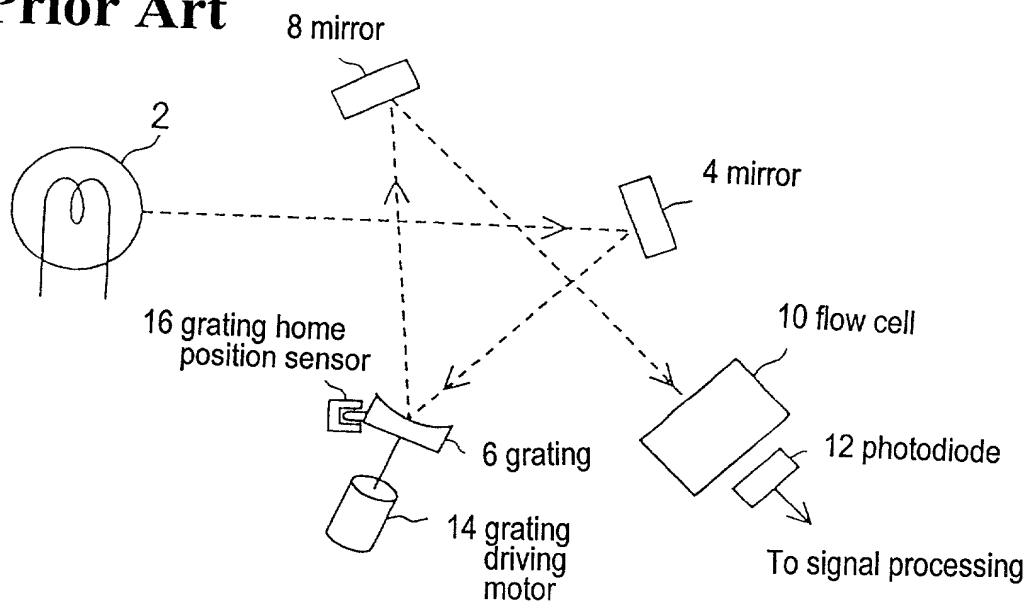 Prior Art
8 mirror
2
4 mirror
16 grating home
position sensor
10 flow cell
6 grating
12 photodiode
14 grating
driving
motor
To signal processing